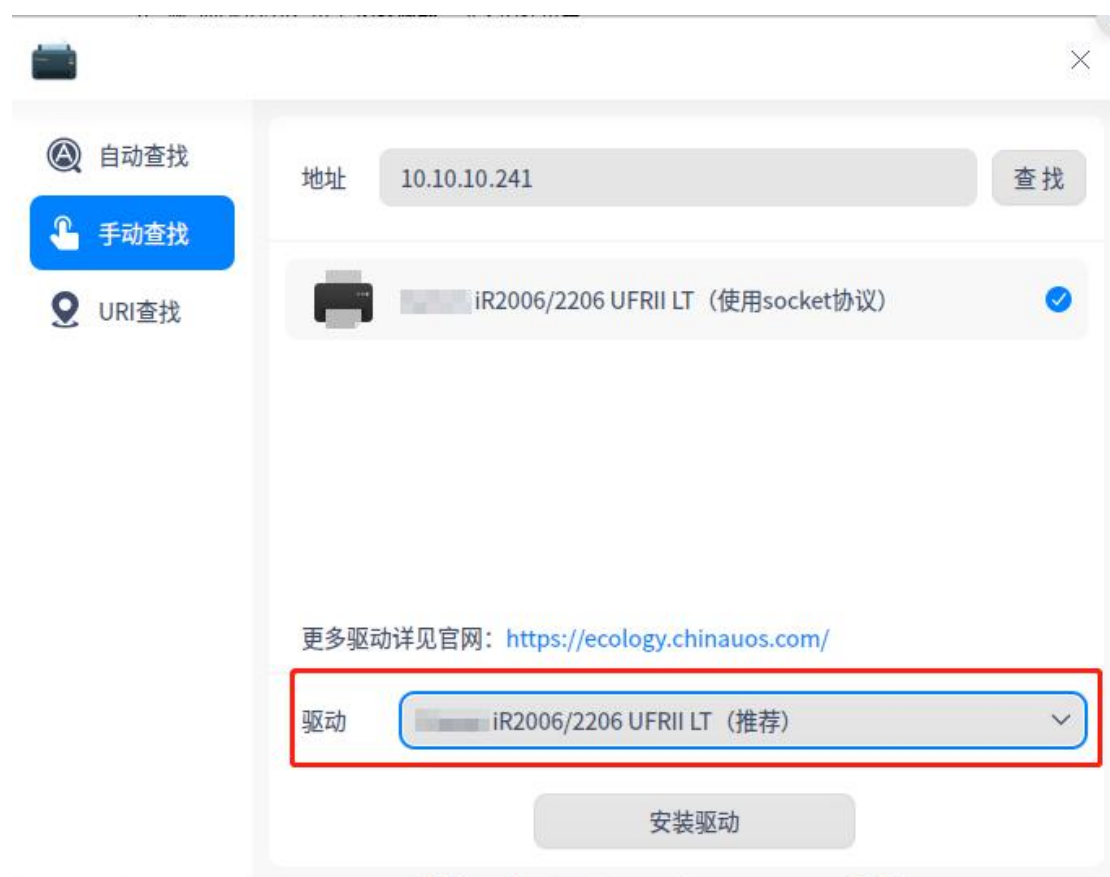 自动查找
手动查找
URI查找
地址 10.10.10.241 查找
iR2006/2206 UFRII LT（使用socket协议）
更多驱动详见官网：https://ecology.chinauos.com/
驱动 iR2006/2206 UFRII LT（推荐）
安装驱动